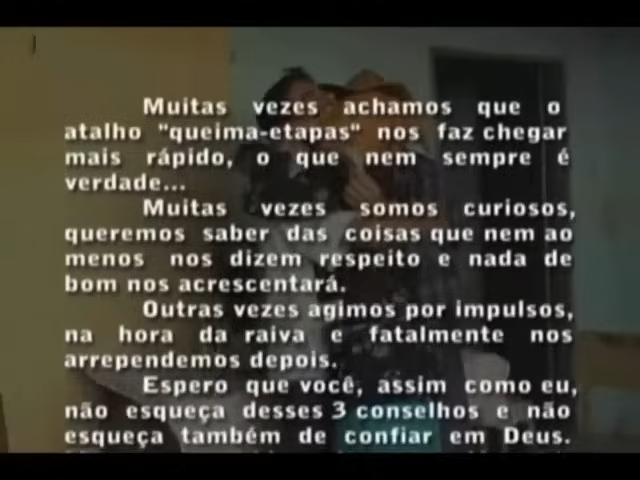 Muitas vezes achamos que o
atalho "queima-etapas" nos faz chegar
mais rápido, o que nem sempre é
verdade...
Muitas vezes somos curiosos,
queremos saber das coisas que nem ao
menos nos dizem respeito e nada de
bom nos acrescentará.
Outras vezes agimos por impulsos,
na hora da raiva e fatalmente nos
arrependemos depois.
Espero que você, assim como eu,
não esqueça desses 3 conselhos e não
esqueça também de confiar em Deus.